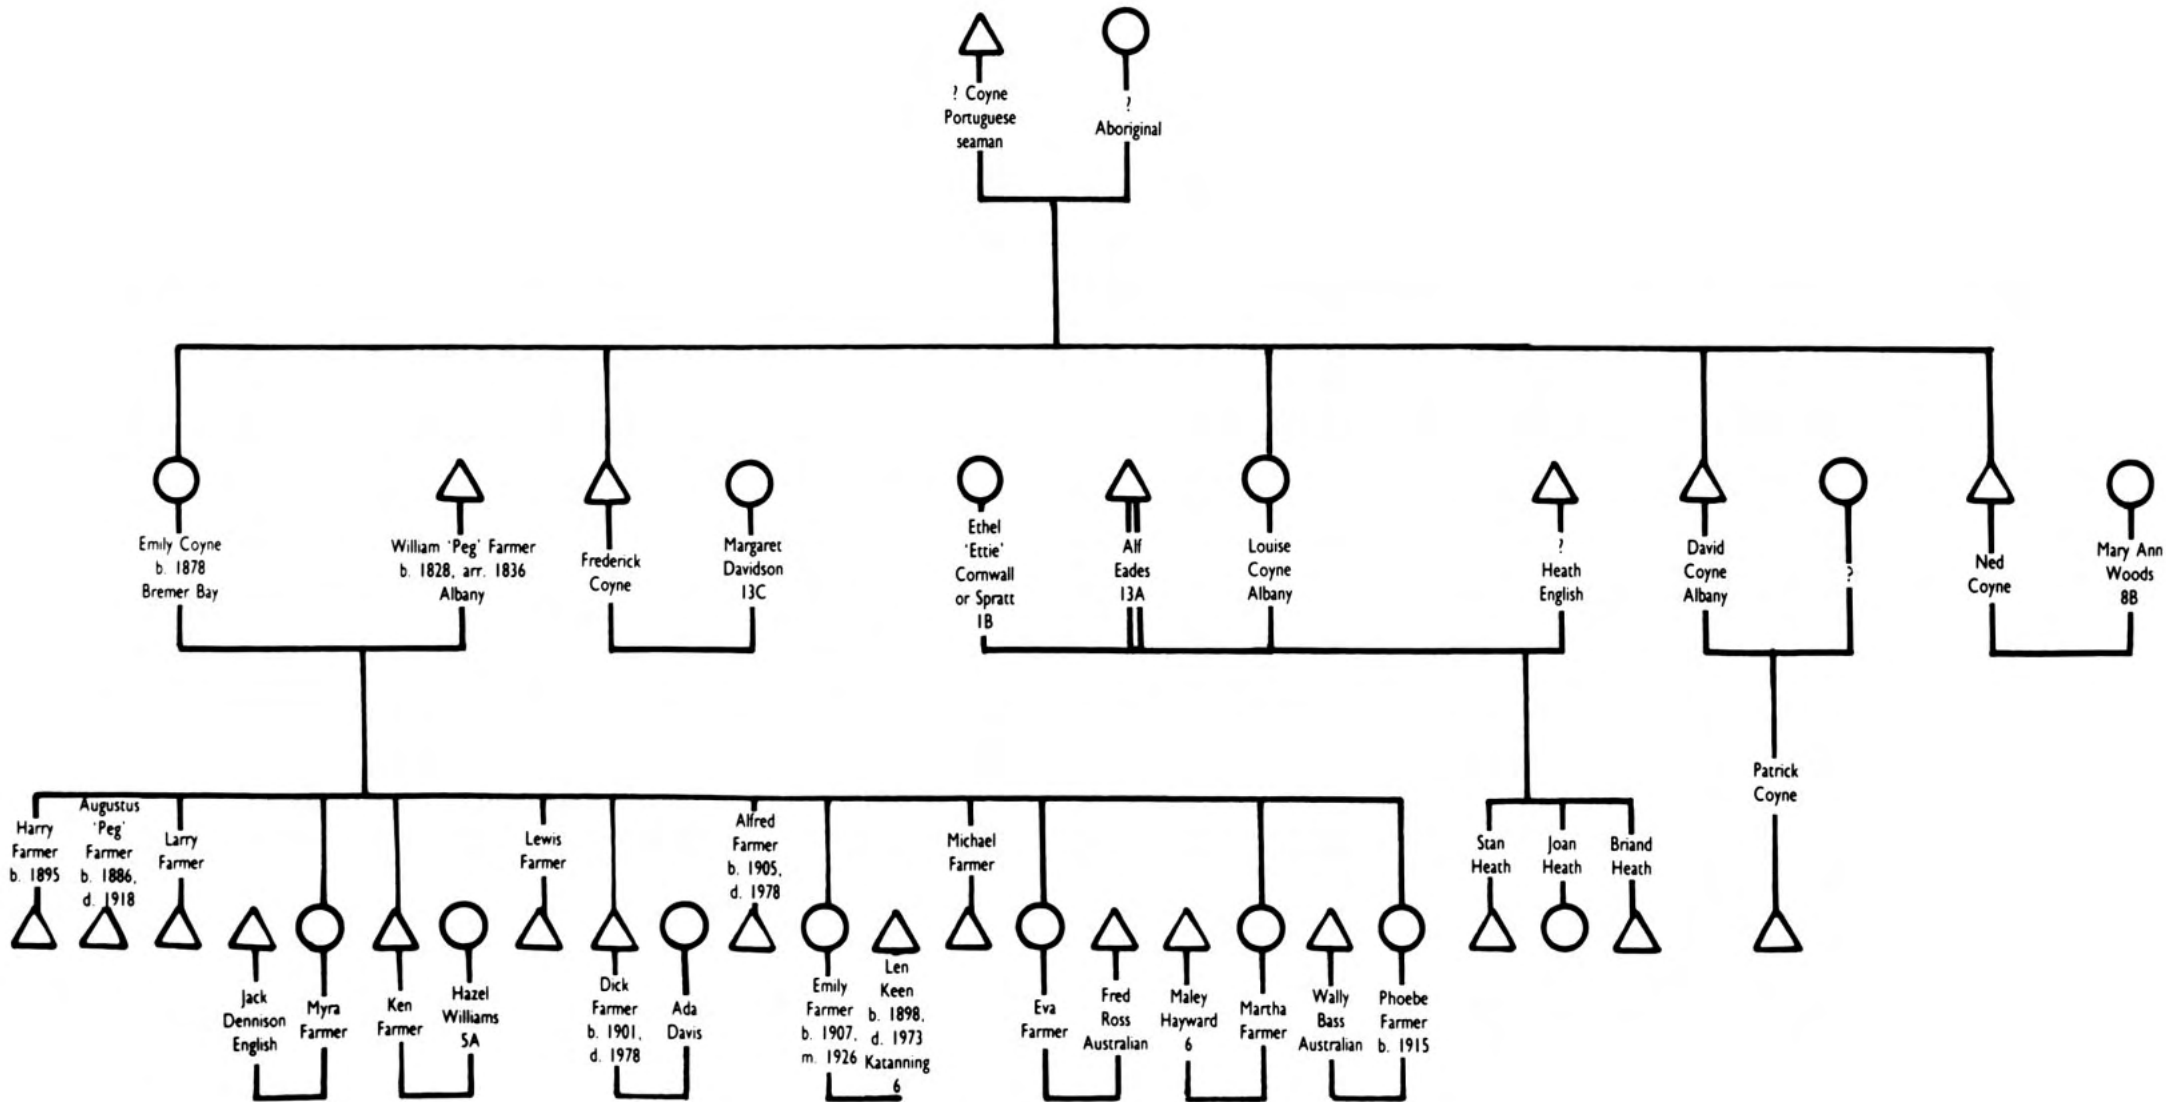 ? Coyne
Portuguese
seaman
?
Aboriginal
Emily Coyne
b. 1878
Bremer Bay
William 'Peg' Farmer
b. 1828, arr. 1836
Albany
Frederick
Coyne
Margaret
Davidson
13C
Ethel
'Ettie'
Cornwall
or Spratt
1B
Alf
Eades
13A
Louise
Coyne
Albany
?
Heath
English
David
Coyne
Albany
?
Ned
Coyne
Mary Ann
Woods
8B
Harry
Farmer
b. 1895
Augustus
'Peg'
Farmer
b. 1886,
d. 1918
Larry
Farmer
Jack
Dennison
English
Myra
Farmer
Ken
Farmer
Hazel
Williams
5A
Lewis
Farmer
Dick
Farmer
b. 1901,
d. 1978
Ada
Davis
Alfred
Farmer
b. 1905,
d. 1978
Emily
Farmer
b. 1907,
m. 1926
Len
Keen
b. 1898,
d. 1973
Katanning
6
Michael
Farmer
Eva
Farmer
Fred
Ross
Australian
Maley
Hayward
6
Martha
Farmer
Wally
Bass
Australian
Phoebe
Farmer
b. 1915
Stan
Heath
Joan
Heath
Briand
Heath
Patrick
Coyne